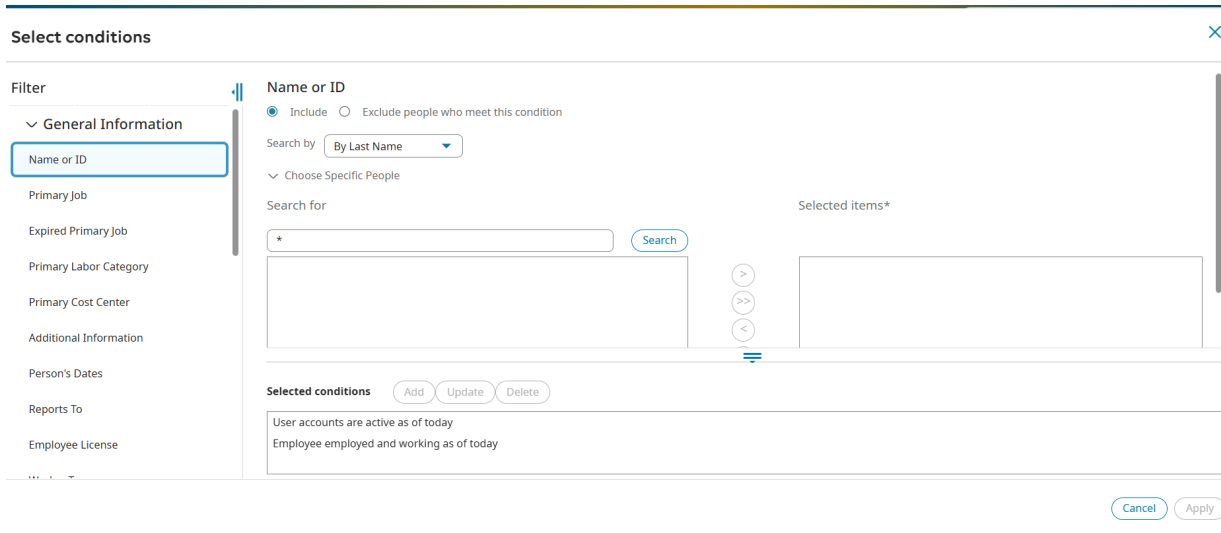 Select conditions
Filter
General Information
Name or ID
Primary Job
Expired Primary Job
Primary Labor Category
Primary Cost Center
Additional Information
Person's Dates
Reports To
Employee License
Name or ID
Include Exclude people who meet this condition
Search by By Last Name
Choose Specific People
Search for Selected items*
* Search
>
>>
<
Selected conditions Add Update Delete
User accounts are active as of today
Employee employed and working as of today
Cancel Apply